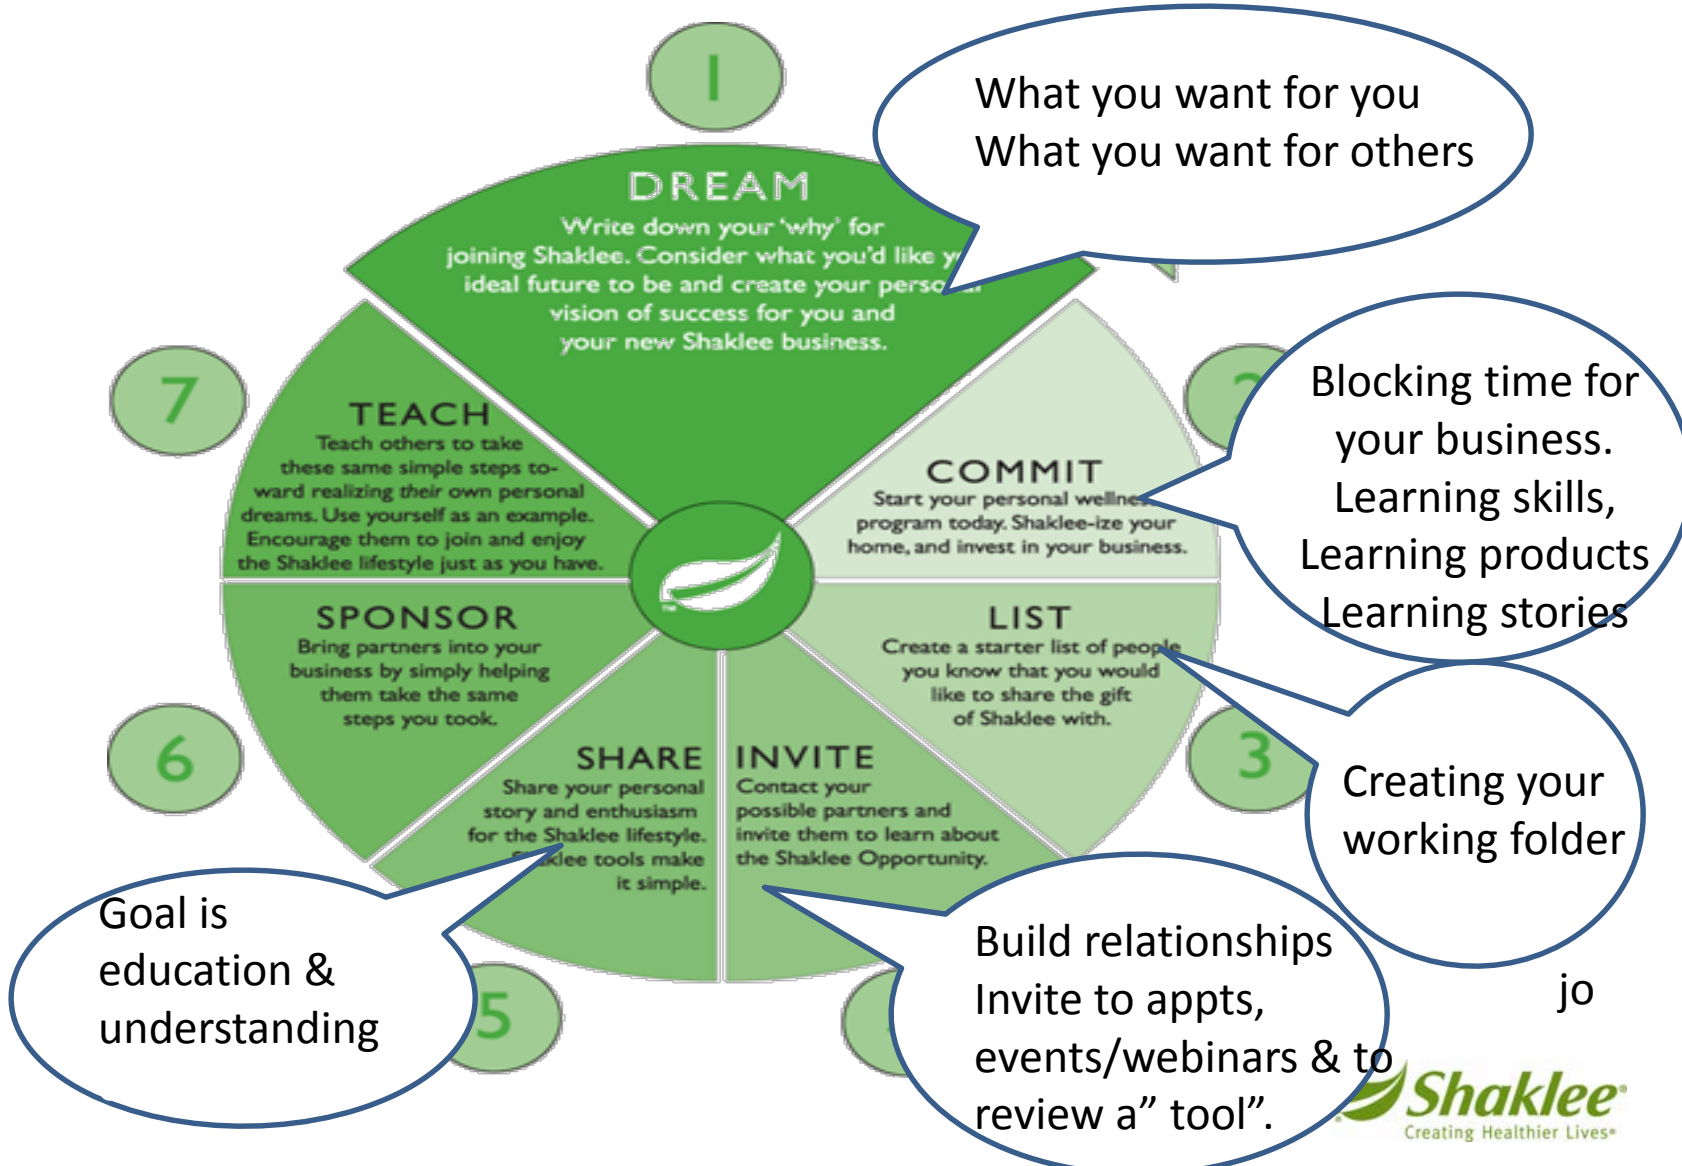 1
DREAM
Write down your ‘why’ for
joining Shaklee. Consider what you’d like
ideal future to be and create your personal
vision of success for you and
your new Shaklee business.
What you want for you
What you want for others
2
COMMIT
Start your personal wellness
program today. Shaklee-ize your
home, and invest in your business.
Blocking time for
your business.
Learning skills,
Learning products
Learning stories
3
LIST
Create a starter list of people
you know that you would
like to share the gift
of Shaklee with.
Creating your
working folder
INVITE
Contact your
possible partners and
invite them to learn about
the Shaklee Opportunity.
Build relationships
Invite to appts,
events/webinars & to
review a” tool”.
5
SHARE
Share your personal
story and enthusiasm
for the Shaklee lifestyle.
Shaklee tools make
it simple.
Goal is
education &
understanding
6
SPONSOR
Bring partners into your
business by simply helping
them take the same
steps you took.
7
TEACH
Teach others to take
these same simple steps to-
ward realizing their own personal
dreams. Use yourself as an example.
Encourage them to join and enjoy
the Shaklee lifestyle just as you have.
TM
jo
Shaklee®
Creating Healthier Lives®